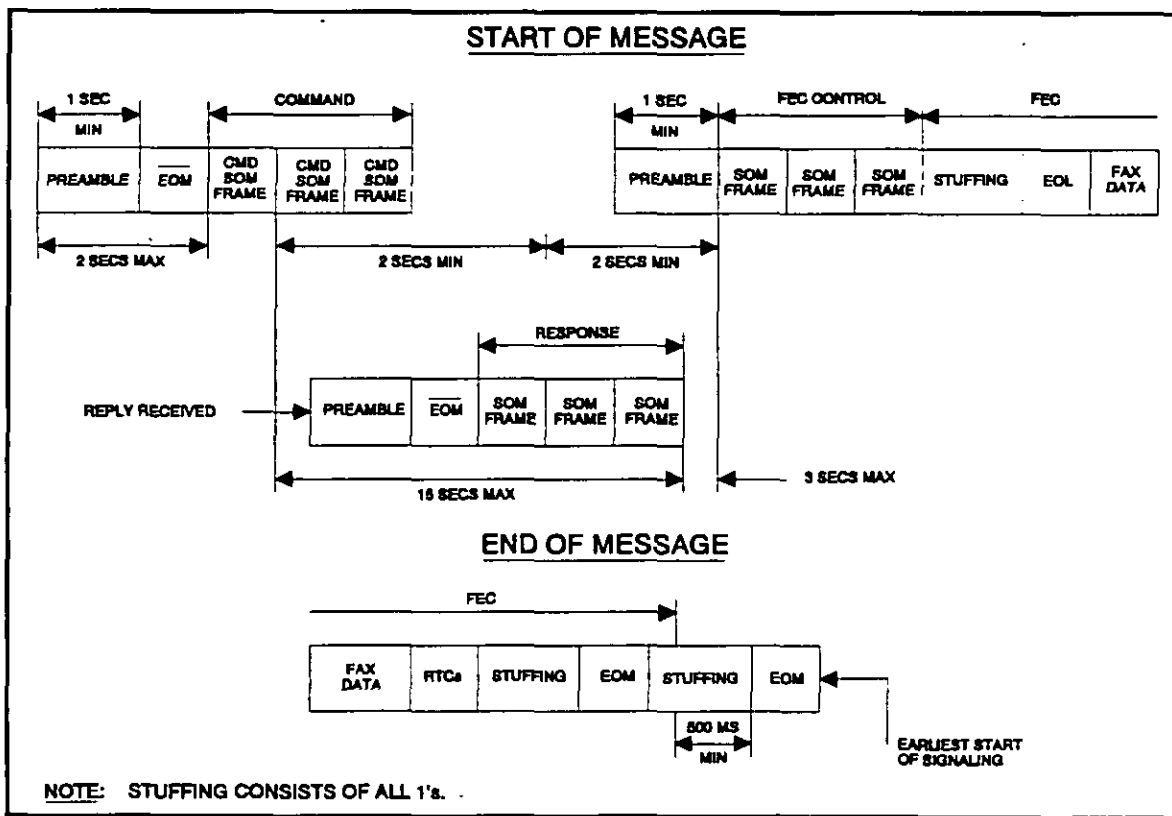 START OF MESSAGE
1 SEC
MIN
COMMAND
1 SEC
MIN
FEC CONTROL
FEC
PREAMBLE
EOM
CMD
SOM
FRAME
CMD
SOM
FRAME
CMD
SOM
FRAME
PREAMBLE
SOM
FRAME
SOM
FRAME
SOM
FRAME
STUFFING
EOL
FAX
DATA
2 SECS MAX
2 SECS MIN
2 SECS MIN
RESPONSE
REPLY RECEIVED
PREAMBLE
EOM
SOM
FRAME
SOM
FRAME
SOM
FRAME
15 SECS MAX
3 SECS MAX
END OF MESSAGE
FEC
FAX
DATA
RTCs
STUFFING
EOM
STUFFING
EOM
500 MS
MIN
EARLIEST START
OF SIGNALING
NOTE: STUFFING CONSISTS OF ALL 1's.